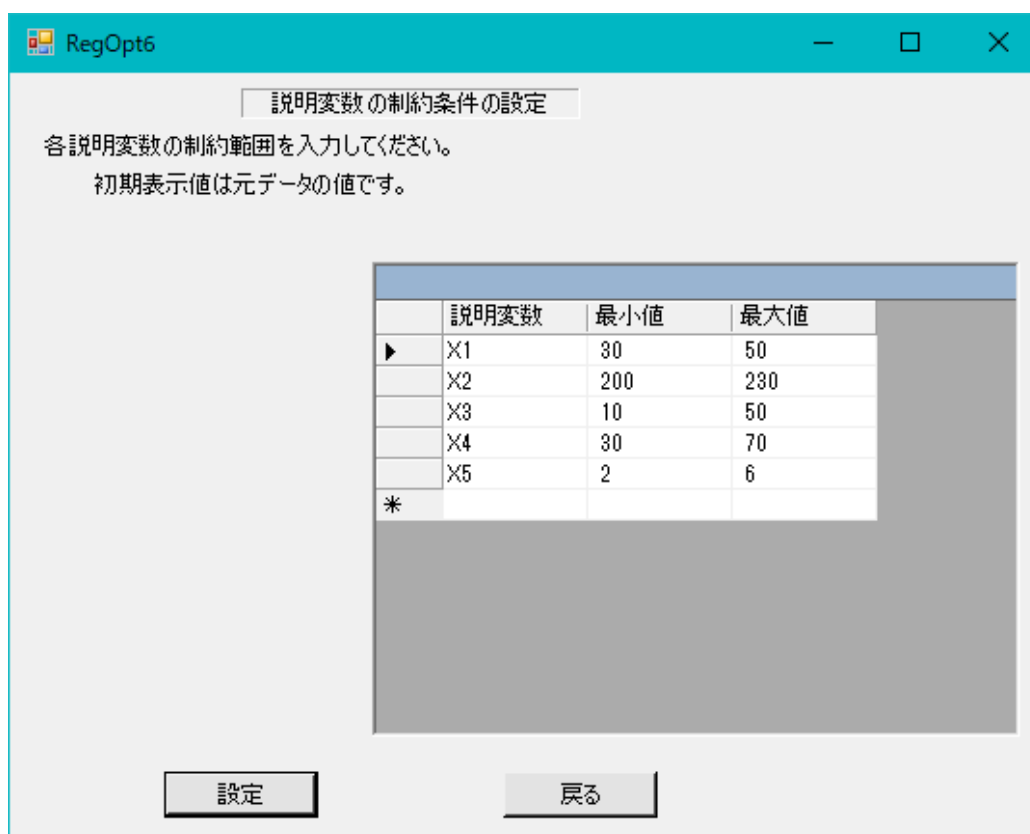 RegOpt6
説明変数の制約条件の設定
各説明変数の制約範囲を入力してください。
初期表示値は元データの値です。
説明変数 最小値 最大値
X1 30 50
X2 200 230
X3 10 50
X4 30 70
X5 2 6
設定 戻る